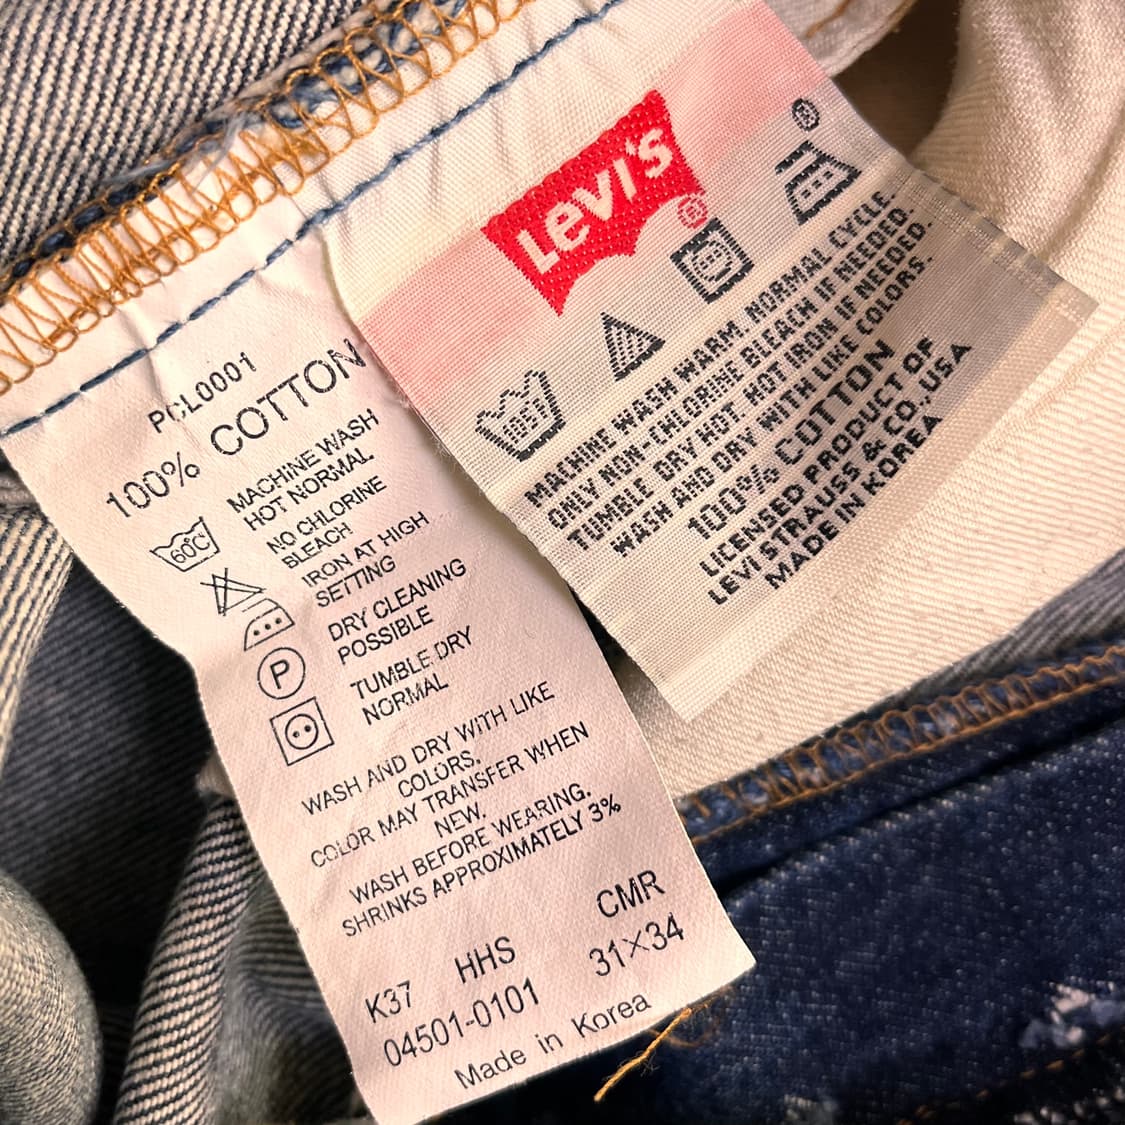 PCL0001
100% COTTON
MACHINE WASH
HOT NORMAL
60°C
NO CHLORINE
BLEACH
IRON AT HIGH
SETTING
DRY CLEANING
POSSIBLE
P
TUMBLE DRY
NORMAL
WASH AND DRY WITH LIKE
COLORS.
COLOR MAY TRANSFER WHEN
NEW.
WASH BEFORE WEARING.
SHRINKS APPROXIMATELY 3%
CMR
K37 HHS 31×34
04501-0101
Made in Korea
Levi's ®
®
MACHINE WASH WARM. NORMAL CYCLE.
ONLY NON-CHLORINE BLEACH IF NEEDED.
TUMBLE DRY HOT. HOT IRON IF NEEDED.
WASH AND DRY WITH LIKE COLORS.
100% COTTON
LICENSED PRODUCT OF
LEVI STRAUSS & CO., USA
MADE IN KOREA